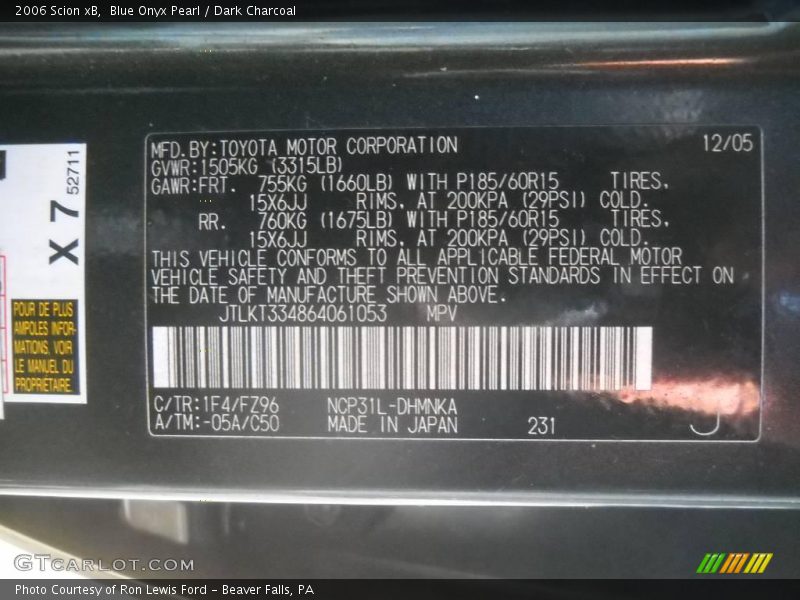 2006 Scion xB,  Blue Onyx Pearl / Dark Charcoal
MFD.BY:TOYOTA MOTOR CORPORATION 12/05
GVWR:1505KG (3315LB)
GAWR:FRT. 755KG (1660LB) WITH P185/60R15 TIRES,
15X6JJ RIMS, AT 200KPA (29PSI) COLD.
RR. 760KG (1675LB) WITH P185/60R15 TIRES,
15X6JJ RIMS, AT 200KPA (29PSI) COLD.
THIS VEHICLE CONFORMS TO ALL APPLICABLE FEDERAL MOTOR
VEHICLE SAFETY AND THEFT PREVENTION STANDARDS IN EFFECT ON
THE DATE OF MANUFACTURE SHOWN ABOVE.
JTLKT334864061053 MPV
C/TR:1F4/FZ96 NCP31L-DHMNKA
A/TM:-05A/C50 MADE IN JAPAN 231 J
X 7 52711
POUR DE PLUS
AMPOLES INFOR-
MATIONS, VOIR
LE MANUEL DU
PROPRIÉTAIRE
GTCARLOT.COM
Photo Courtesy of Ron Lewis Ford - Beaver Falls, PA